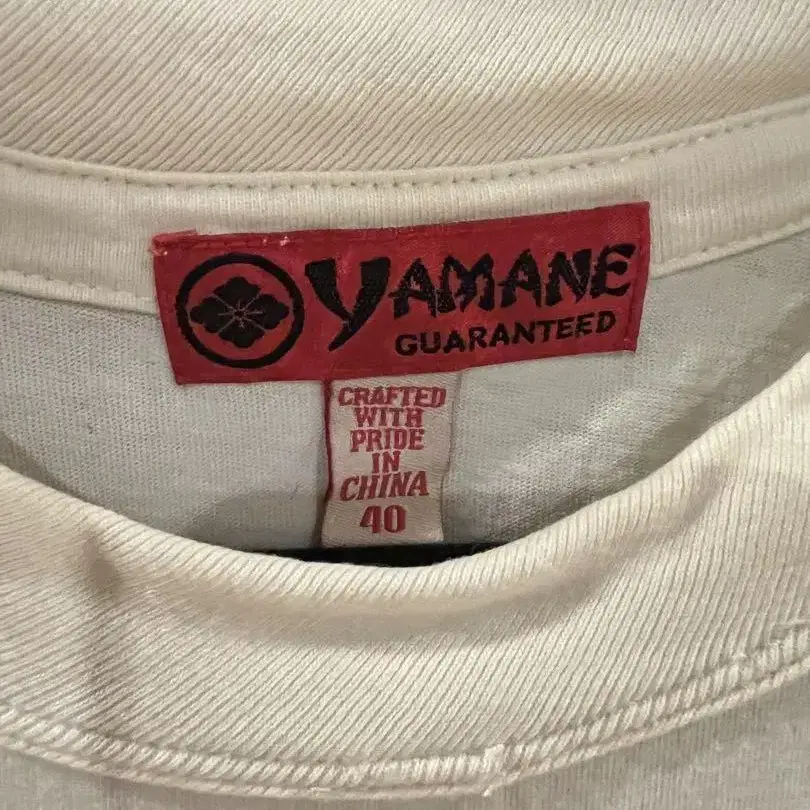 YAMANE
GUARANTEED
CRAFTED
WITH
PRIDE
IN
CHINA
40